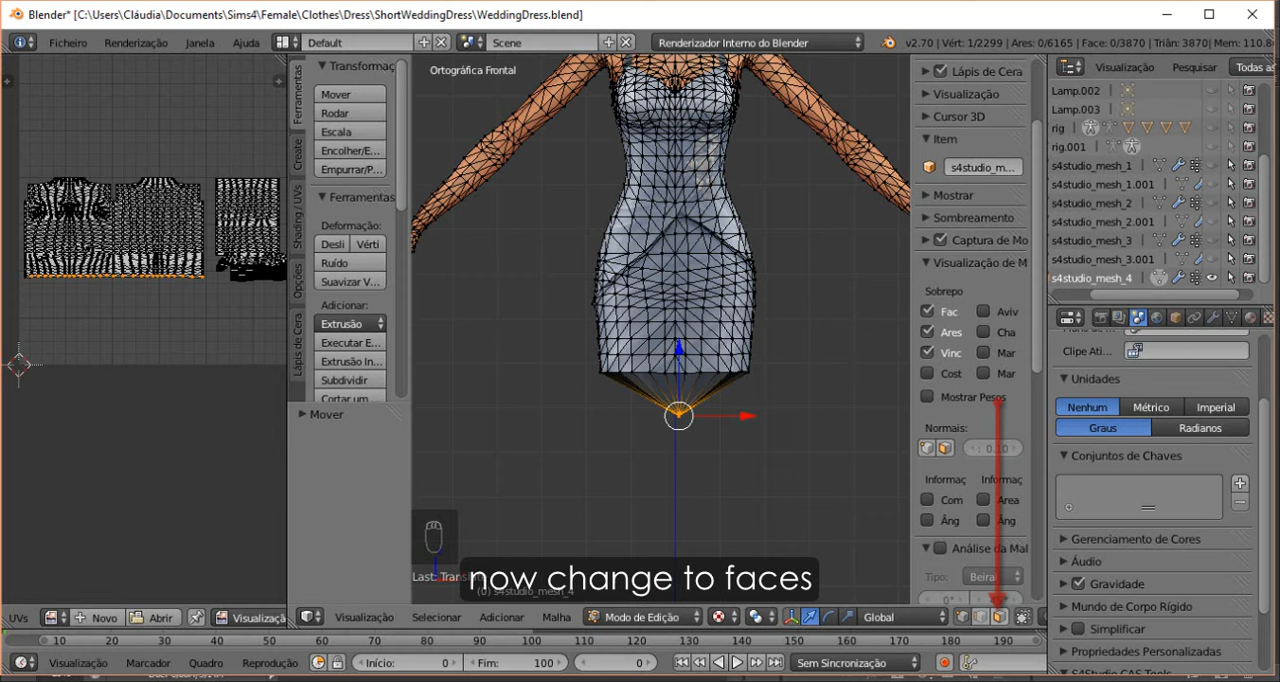 Blender* [C:\Users\Cláudia\Documents\Sims4\Female\Clothes\Dress\ShortWeddingDress\WeddingDress.blend]
Ficheiro Renderização Janela Ajuda Default Scene Renderizador Interno do Blender v2.70 | Vért: 1/2299 | Ares: 0/6165 | Face: 0/3870 | Trián: 3870| Mem: 110.8
Ferramentas
Create
Shading / UVs
Opções
Lápis de Cera
Transformaç
Mover
Rodar
Escala
Encolher/E...
Empurrar/P...
Ferramentas
Deformação:
Desli Vérti
Ruído
Suavizar V...
Adicionar:
Extrusão
Executar E...
Extrusão In...
Subdividir
Cortar um
Mover
Ortográfica Frontal
now change to faces
Last: Trans
(0) s4studio_mesh_4
Lápis de Cera
Visualização
Cursor 3D
Item
s4studio_m...
Mostrar
Sombreamento
Captura de Mo
Visualização de M
Sobrepo
Fac Aviv
Ares Cha
Vinc Mar
Cost Mar
Mostrar Pesos
Normais:
: 0.10
Informaç Informaç
Com Area
Âng Âng
Análise da Mal
Tipo: Beira
0° 
Visualização Pesquisar Todas as
Lamp.002
Lamp.003
rig
rig.001
s4studio_mesh_1
s4studio_mesh_1.001
s4studio_mesh_2
s4studio_mesh_2.001
s4studio_mesh_3
s4studio_mesh_3.001
s4studio_mesh_4
Clipe Ati...
Unidades
Nenhum Métrico Imperial
Graus Radianos
Conjuntos de Chaves
Gerenciamento de Cores
Áudio
Gravidade
Mundo de Corpo Rígido
Simplificar
Propriedades Personalizadas
S4Studio CAS Tools
UVs Novo Abrir Visualizaçã Visualização Selecionar Adicionar Malha Modo de Edição Global
10 20 30 40 50 60 70 80 90 100 110 120 130 140 150 160 170 180 190
Visualização Marcador Quadro Reprodução Início: 0 Fim: 100 0 Sem Sincronização